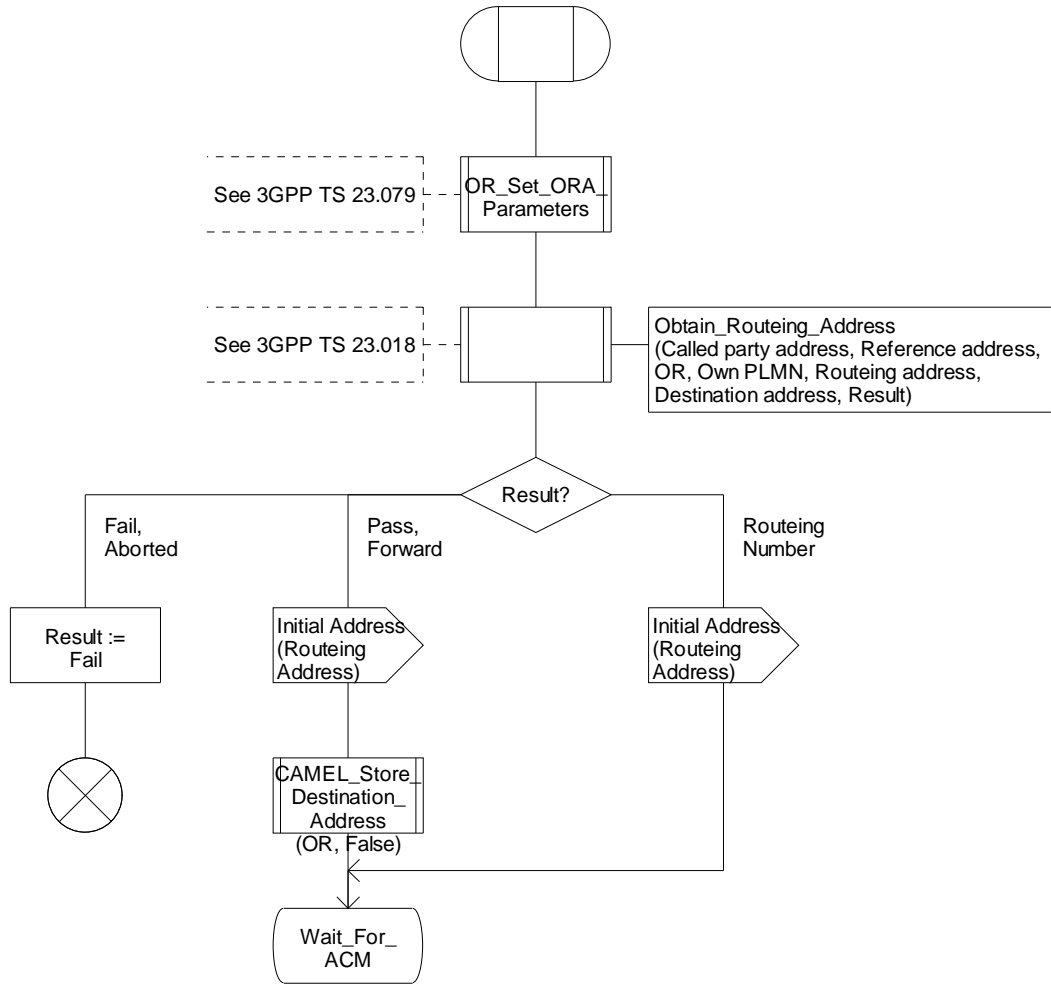 See 3GPP TS 23.079
OR_Set_ORA_
Parameters
See 3GPP TS 23.018
Obtain_Routeing_Address
(Called party address, Reference address,
OR, Own PLMN, Routeing address,
Destination address, Result)
Result?
Fail,
Aborted
Pass,
Forward
Routeing
Number
Result :=
Fail
Initial Address
(Routeing
Address)
Initial Address
(Routeing
Address)
CAMEL_Store_
Destination_
Address
(OR, False)
Wait_For_
ACM